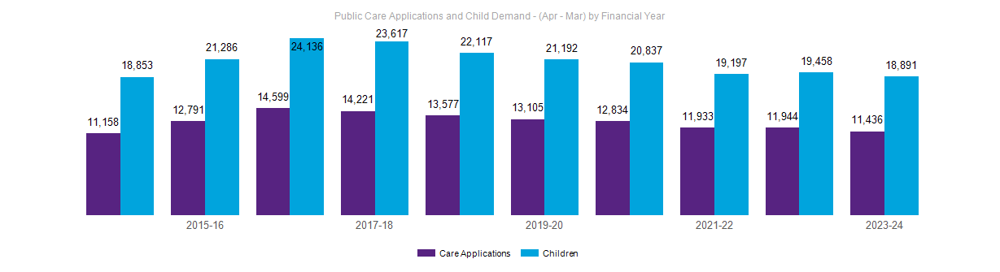 Public Care Applications and Child Demand - (Apr - Mar) by Financial Year
11,158 18,853 12,791 21,286 14,599 24,136 14,221 23,617 13,577 22,117 13,105 21,192 12,834 20,837 11,933 19,197 11,944 19,458 11,436 18,891
2015-16 2017-18 2019-20 2021-22 2023-24
Care Applications Children